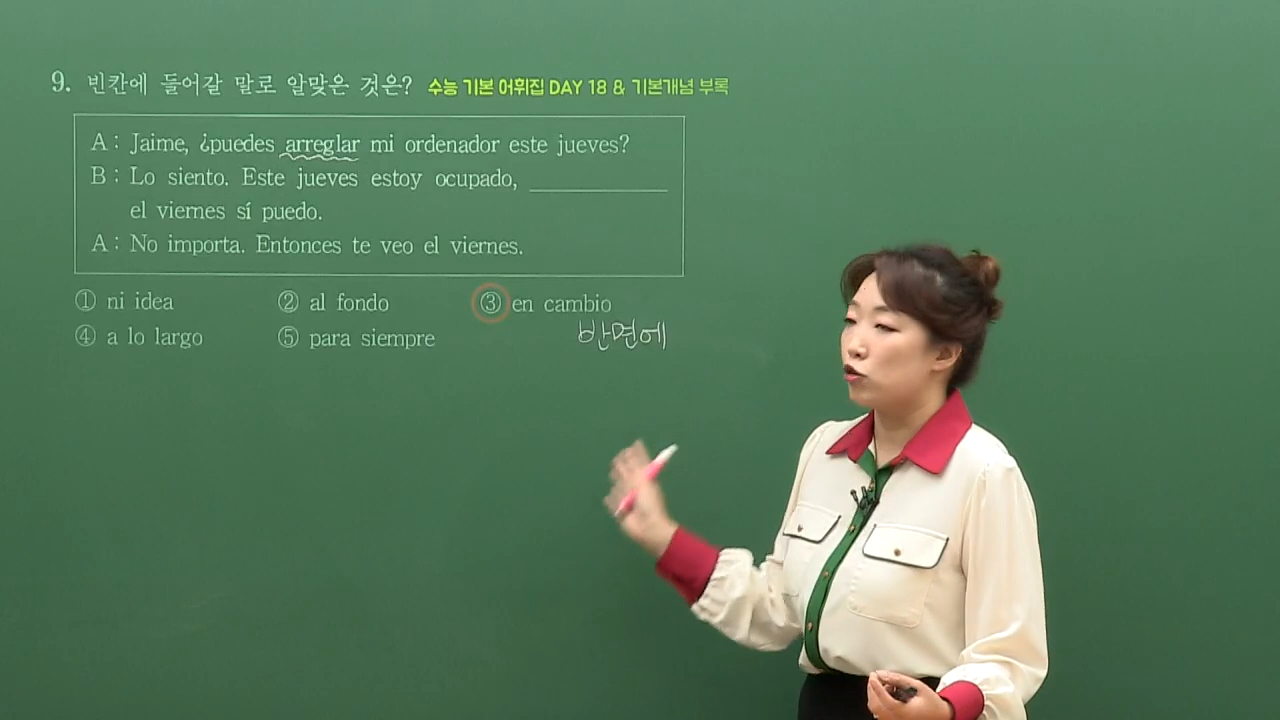 9. 빈칸에 들어갈 말로 알맞은 것은? 수능 기본 어휘집 DAY 18 & 기본개념 부록
A : Jaime, ¿puedes arreglar mi ordenador este jueves?
B : Lo siento. Este jueves estoy ocupado, ____________
el viernes sí puedo.
A : No importa. Entonces te veo el viernes.
① ni idea ② al fondo ③ en cambio
반면에
④ a lo largo ⑤ para siempre